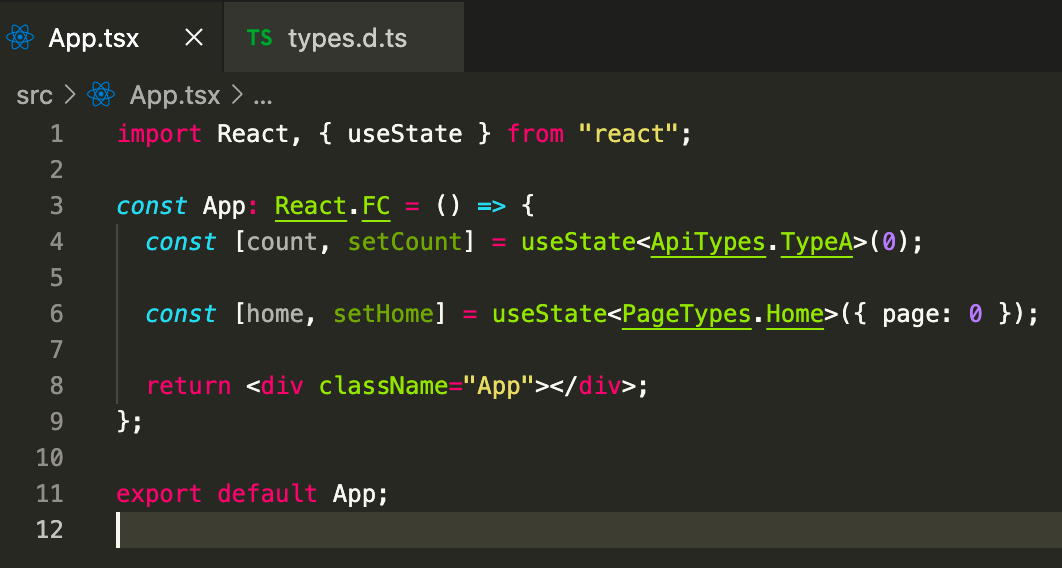 App.tsx
TS types.d.ts
src > App.tsx > ...
1 import React, { useState } from "react";
2
3 const App: React.FC = () => {
4   const [count, setCount] = useState<ApiTypes.TypeA>(0);
5
6   const [home, setHome] = useState<PageTypes.Home>({ page: 0 });
7
8   return <div className="App"></div>;
9 };
10
11 export default App;
12